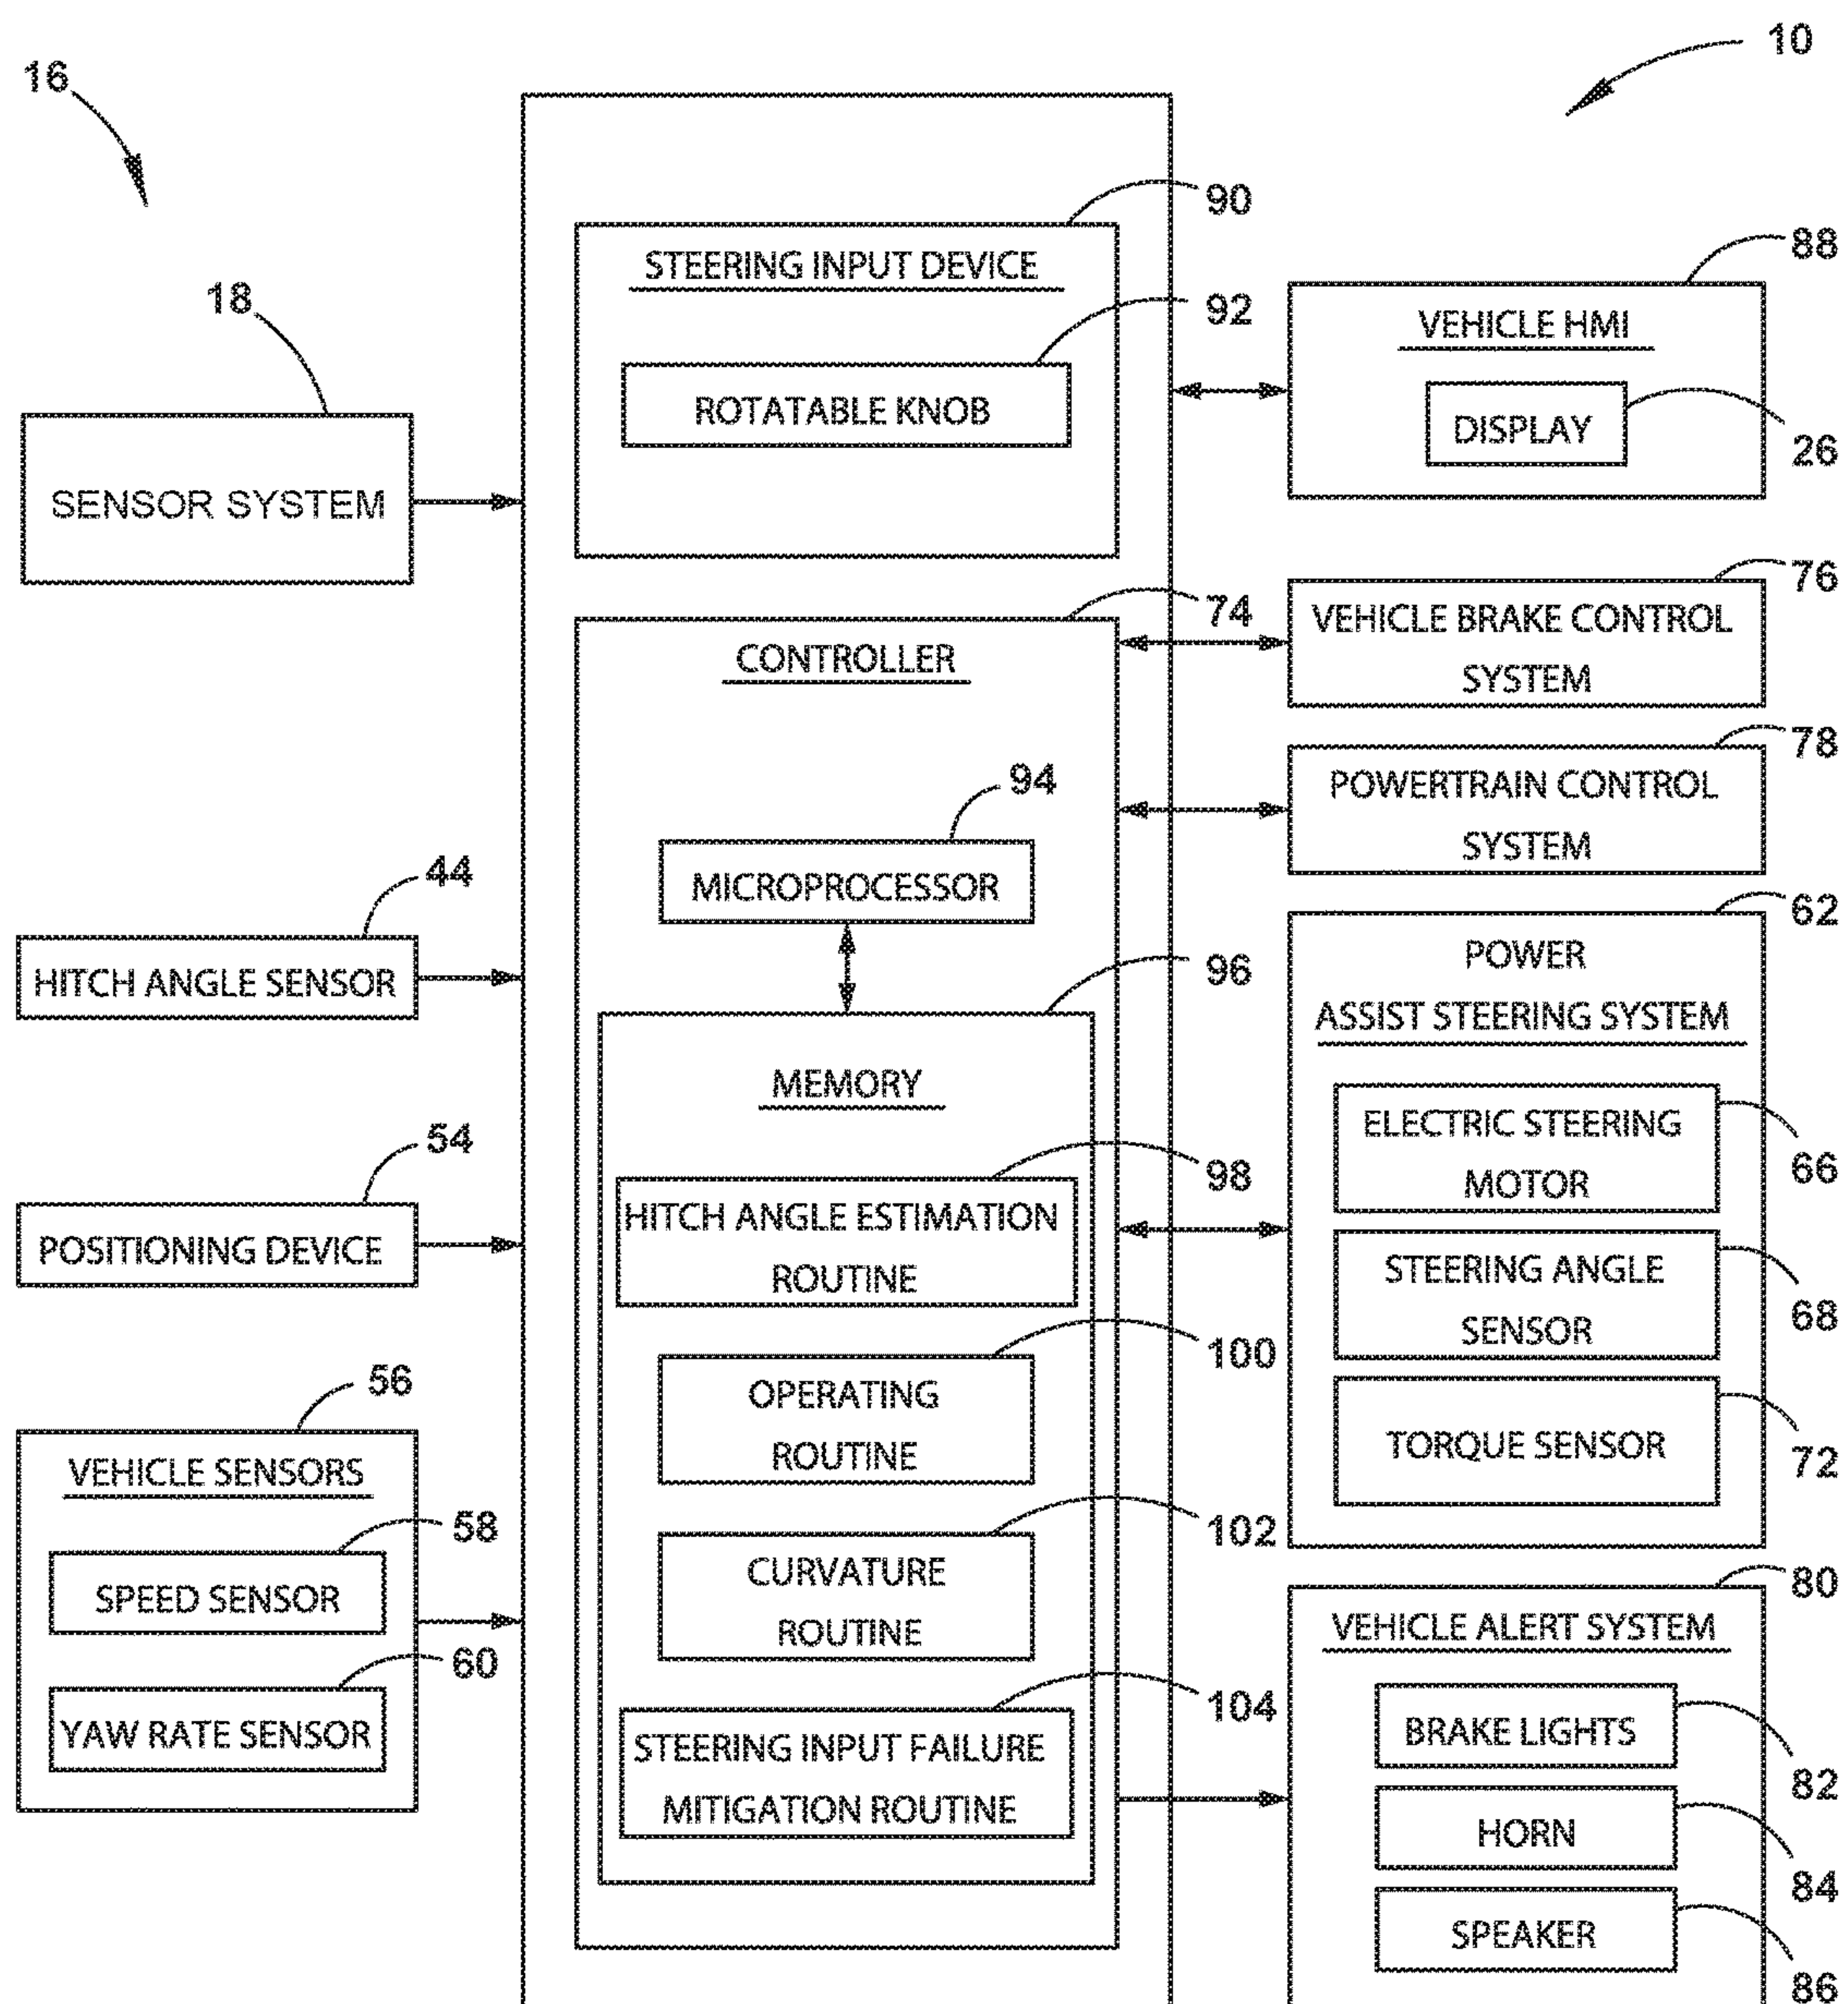 10
16
18
SENSOR SYSTEM
44
HITCH ANGLE SENSOR
54
POSITIONING DEVICE
56
VEHICLE SENSORS
58
SPEED SENSOR
60
YAW RATE SENSOR
90
STEERING INPUT DEVICE
92
ROTATABLE KNOB
74
CONTROLLER
94
MICROPROCESSOR
96
MEMORY
98
HITCH ANGLE ESTIMATION
ROUTINE
100
OPERATING
ROUTINE
102
CURVATURE
ROUTINE
104
STEERING INPUT FAILURE
MITIGATION ROUTINE
88
VEHICLE HMI
DISPLAY
26
76
VEHICLE BRAKE CONTROL
SYSTEM
78
POWERTRAIN CONTROL
SYSTEM
62
POWER
ASSIST STEERING SYSTEM
ELECTRIC STEERING
MOTOR
66
STEERING ANGLE
SENSOR
68
TORQUE SENSOR
72
80
VEHICLE ALERT SYSTEM
BRAKE LIGHTS
82
HORN
84
SPEAKER
86